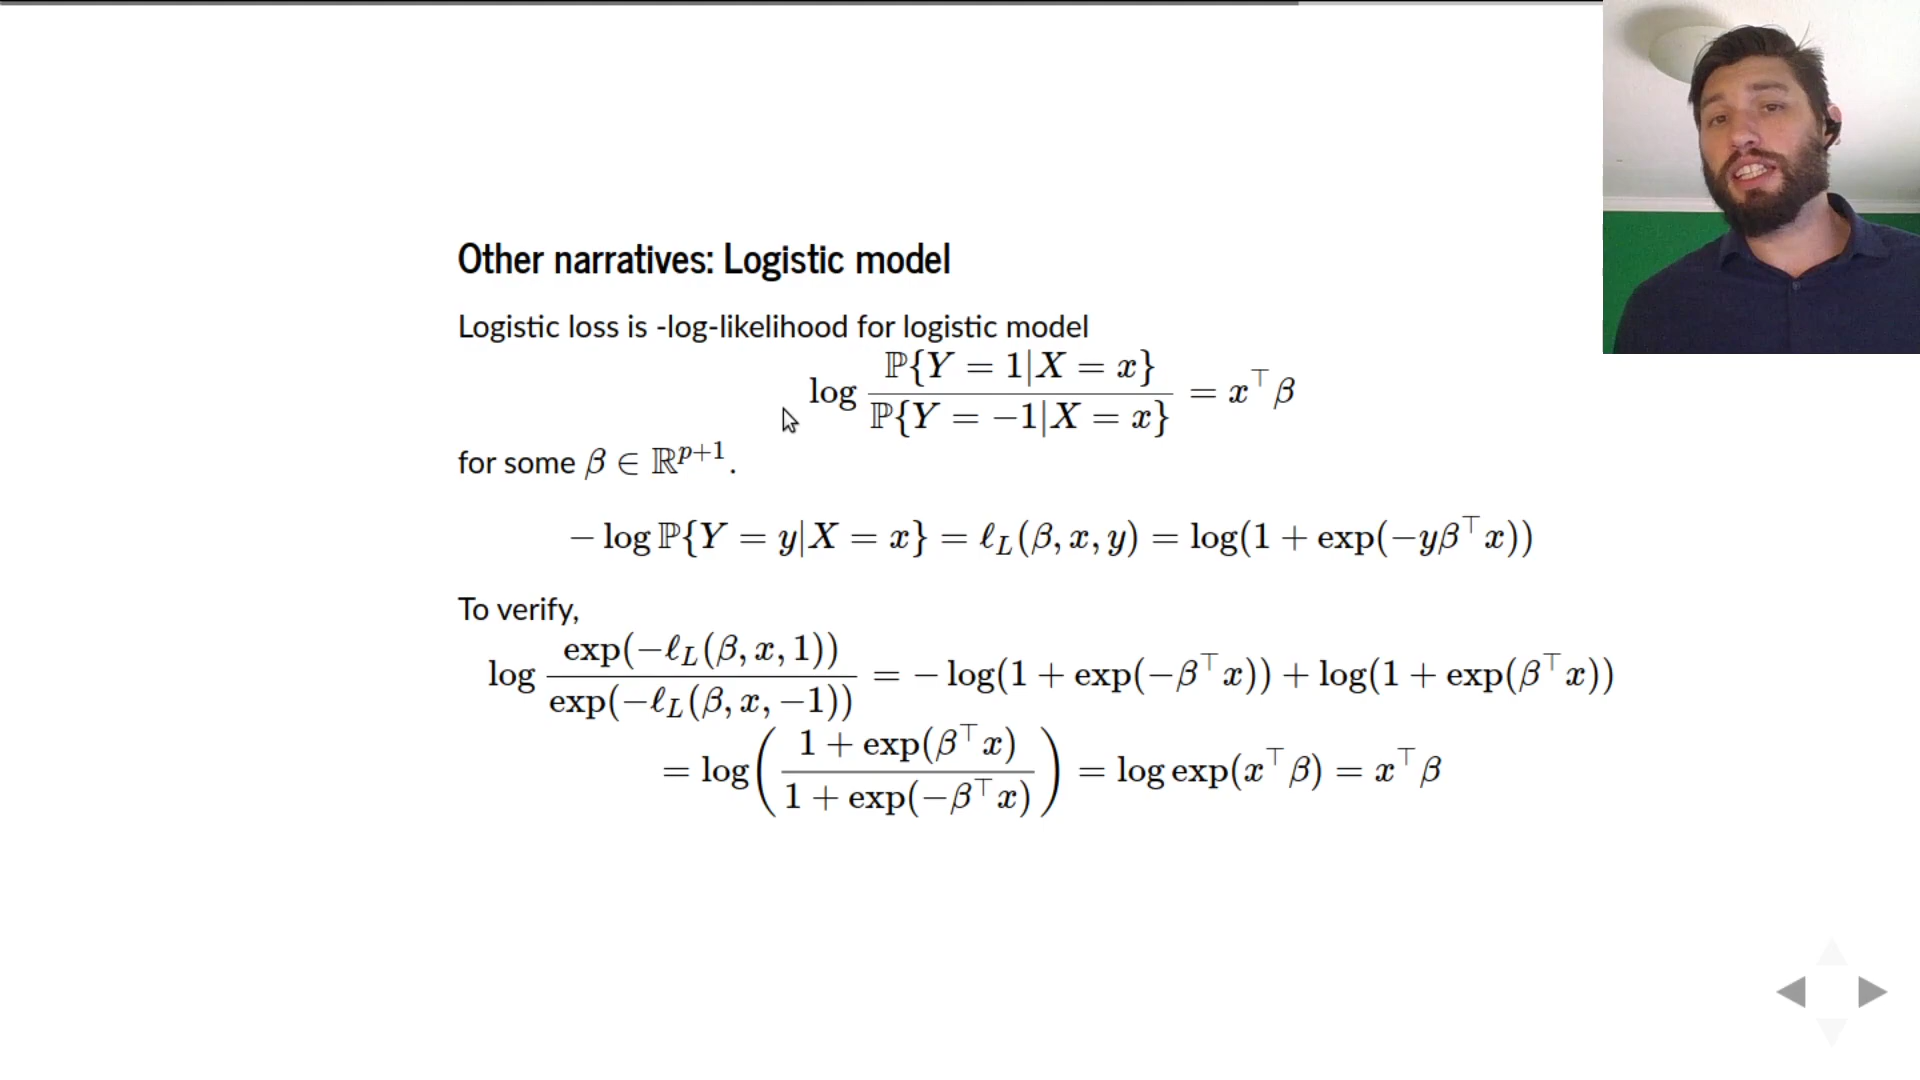 Other narratives: Logistic model
Logistic loss is -log-likelihood for logistic model
log ℙ{Y = 1|X = x} / ℙ{Y = −1|X = x} = x⊤β
for some β ∈ ℝᵖ⁺¹.
− log ℙ{Y = y|X = x} = ℓ_L(β, x, y) = log(1 + exp(−yβ⊤x))
To verify,
log exp(−ℓ_L(β, x, 1)) / exp(−ℓ_L(β, x, −1)) = − log(1 + exp(−β⊤x)) + log(1 + exp(β⊤x))
= log( 1 + exp(β⊤x) / 1 + exp(−β⊤x) ) = log exp(x⊤β) = x⊤β